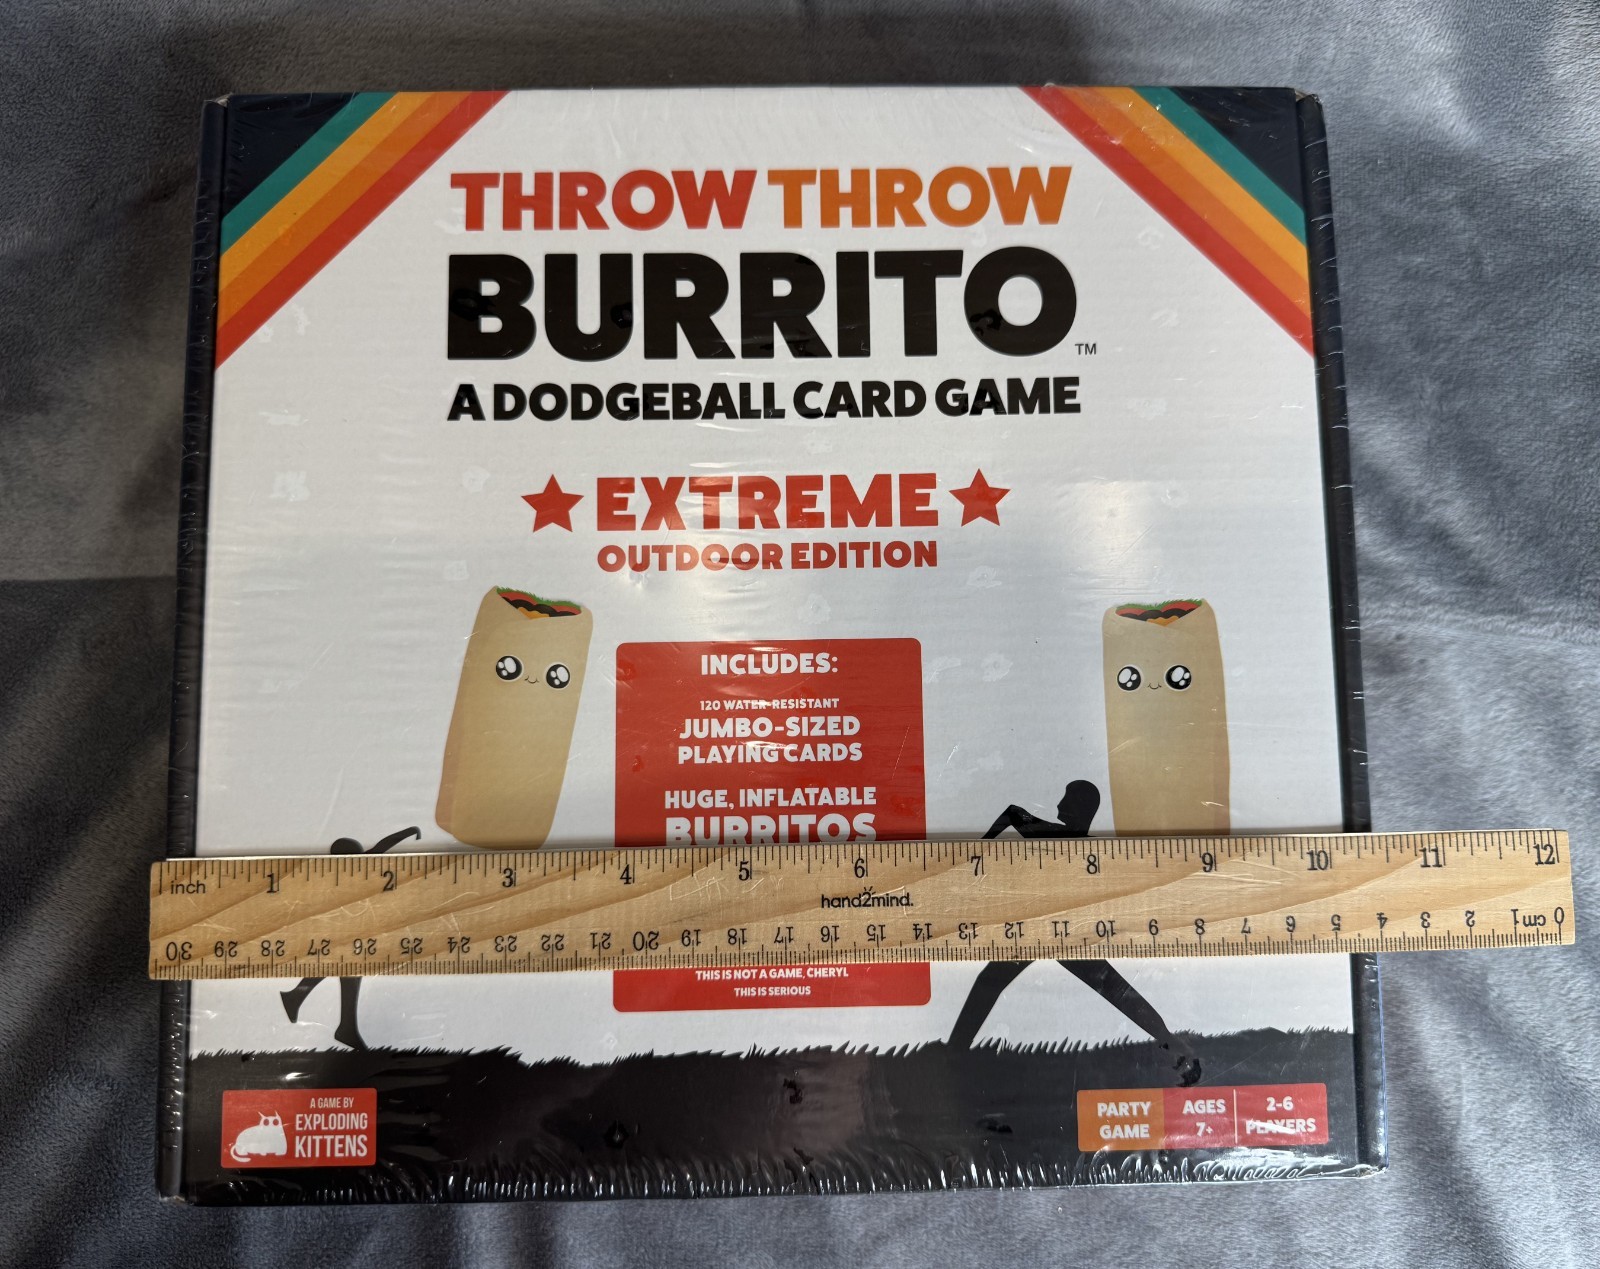 THROW THROW
BURRITO™
A DODGEBALL CARD GAME
EXTREME
OUTDOOR EDITION
INCLUDES:
120 WATER-RESISTANT
JUMBO-SIZED
PLAYING CARDS
HUGE, INFLATABLE
BURRITOS
inch 1 2 3 4 5 6 7 8 9 10 11 12
hand2mind.
30 29 28 27 26 25 24 23 22 21 20 19 18 17 16 15 14 13 12 11 10 9 8 7 6 5 4 3 2 1 cm 0
THIS IS NOT A GAME, CHERYL
THIS IS SERIOUS
A GAME BY
EXPLODING
KITTENS
PARTY
GAME
AGES
7+
2-6
PLAYERS